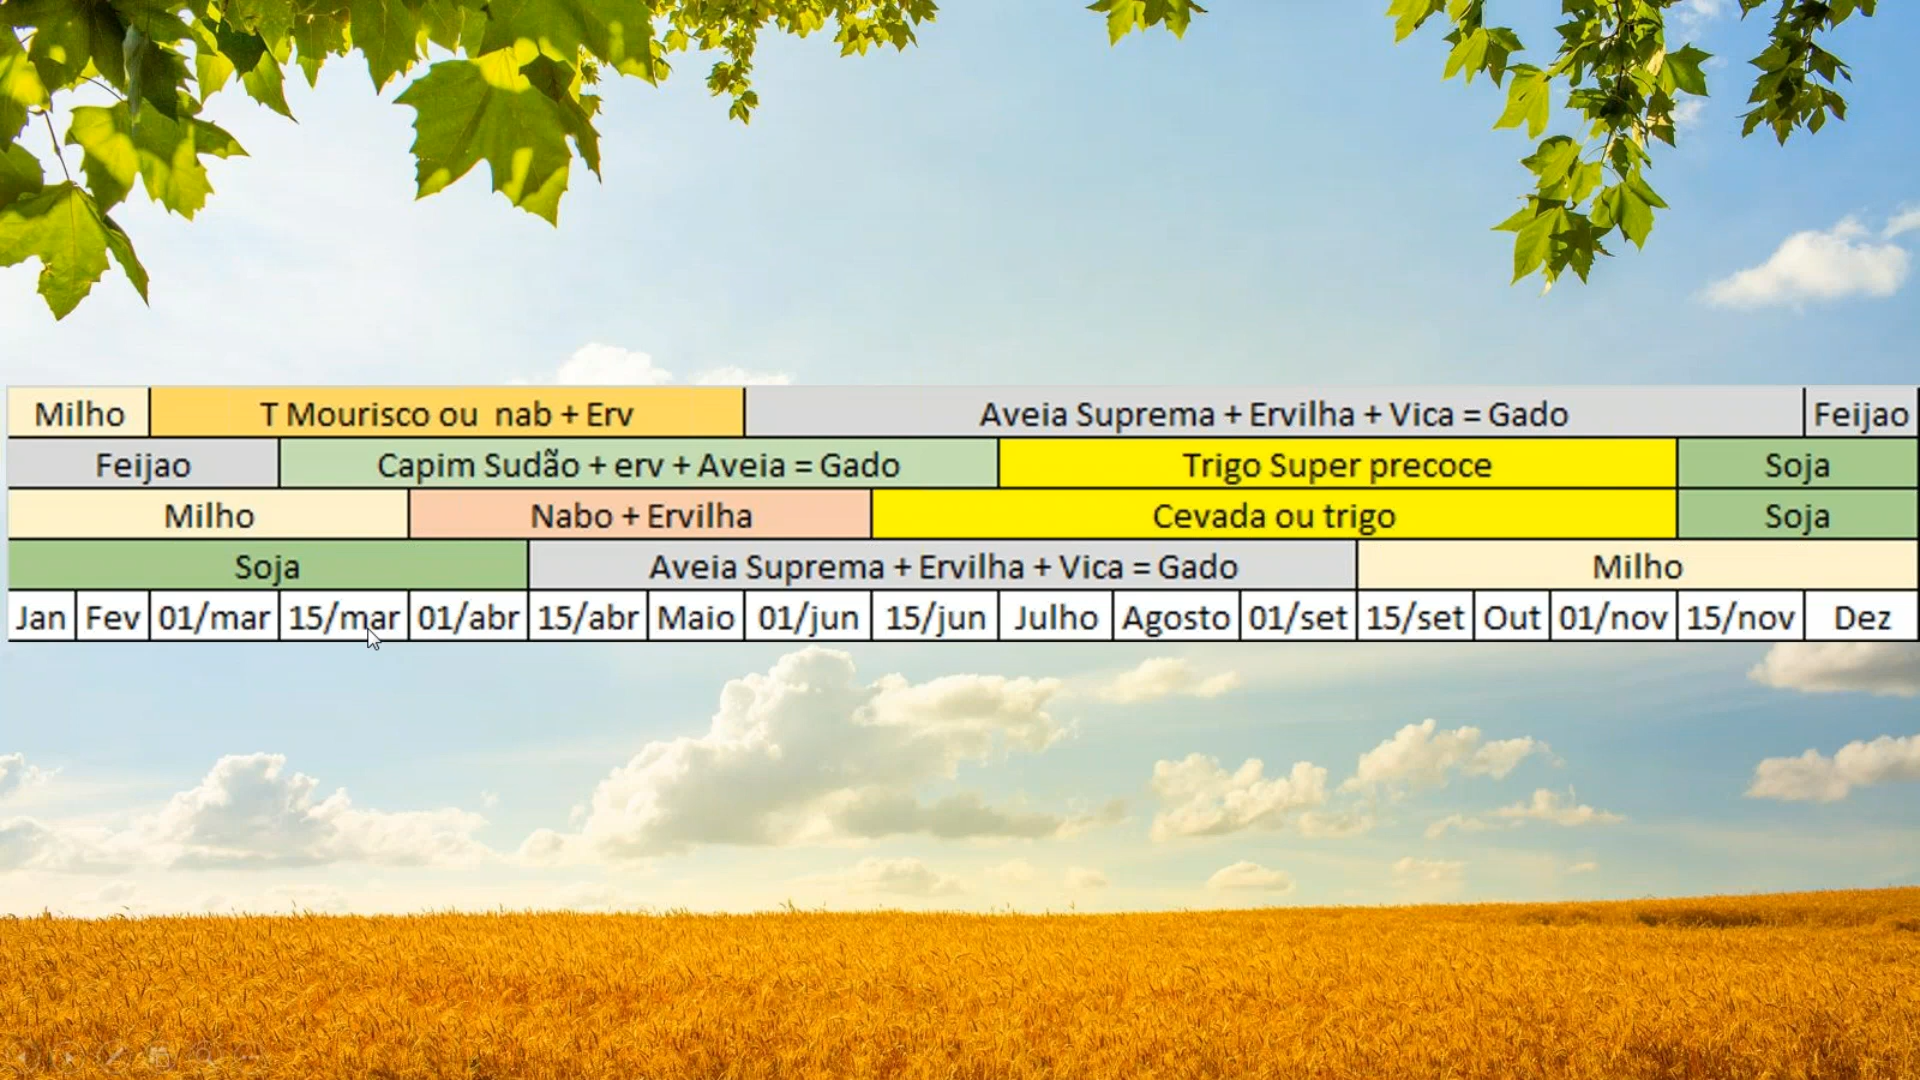 Milho T Mourisco ou nab + Erv Aveia Suprema + Ervilha + Vica = Gado Feijao
Feijao Capim Sudão + erv + Aveia = Gado Trigo Super precoce Soja
Milho Nabo + Ervilha Cevada ou trigo Soja
Soja Aveia Suprema + Ervilha + Vica = Gado Milho
Jan Fev 01/mar 15/mar 01/abr 15/abr Maio 01/jun 15/jun Julho Agosto 01/set 15/set Out 01/nov 15/nov Dez